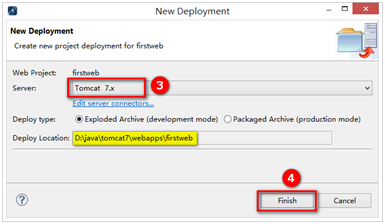 New Deployment
New Deployment
Create new project deployment for firstweb
Web Project: firstweb
Server: Tomcat 7.x
3
Edit server connectors...
Deploy type: Exploded Archive (development mode) Packaged Archive (production mode)
Deploy Location: D:\java\tomcat7\webapps\firstweb
4
? Finish Cancel